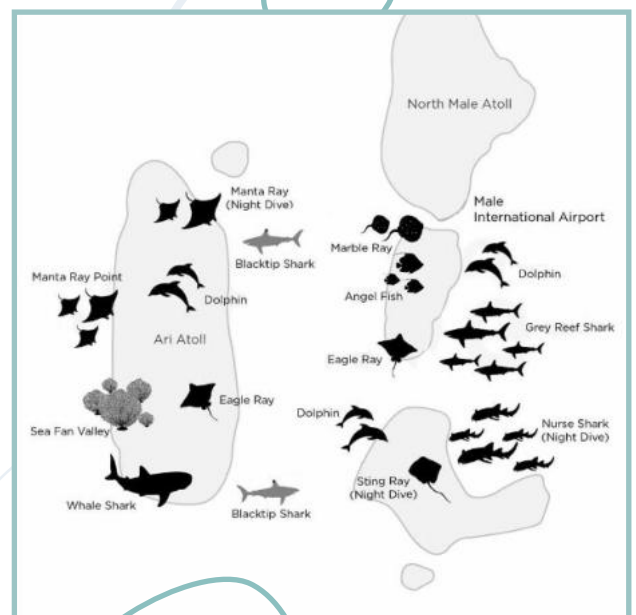 North Male Atoll
Manta Ray
(Night Dive)
Male
International Airport
Blacktip Shark
Marble Ray
Manta Ray Point
Dolphin
Dolphin
Angel Fish
Ari Atoll
Grey Reef Shark
Eagle Ray
Eagle Ray
Dolphin
Sea Fan Valley
Nurse Shark
(Night Dive)
Sting Ray
(Night Dive)
Whale Shark
Blacktip Shark